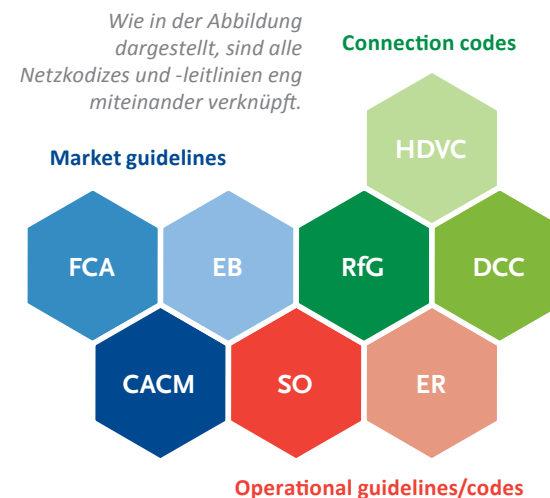 Wie in der Abbildung
dargestellt, sind alle
Netzkodizes und -leitlinien eng
miteinander verknüpft.
Connection codes
HDVC
Market guidelines
FCA
EB
RfG
DCC
CACM
SO
ER
Operational guidelines/codes